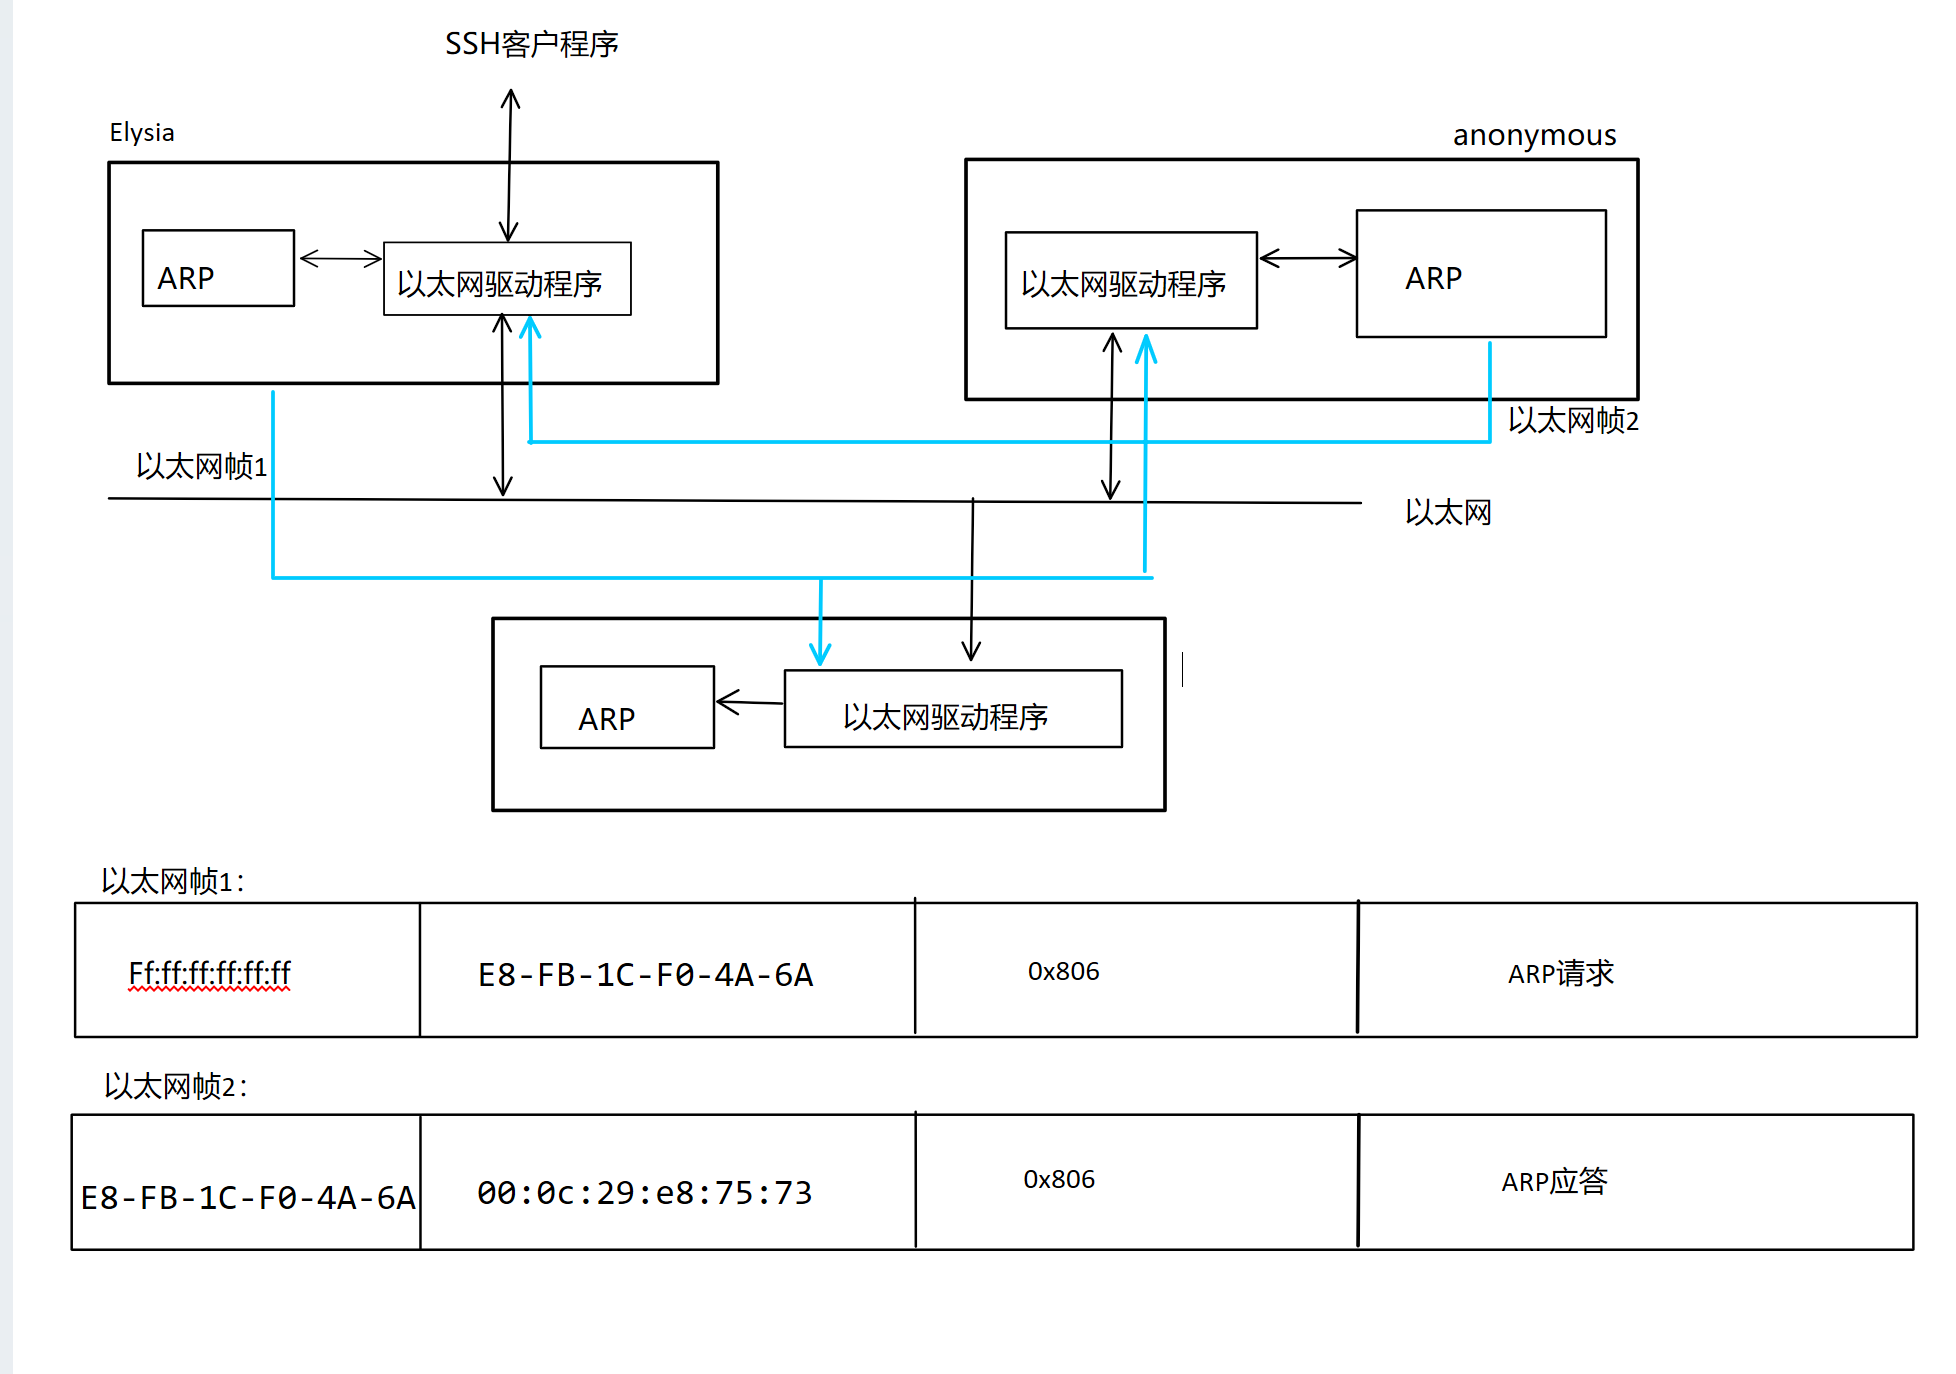 SSH客户程序
Elysia
anonymous
ARP
以太网驱动程序
以太网驱动程序
ARP
以太网帧2
以太网帧1
以太网
ARP
以太网驱动程序
以太网帧1：
Ff:ff:ff:ff:ff:ff
E8-FB-1C-F0-4A-6A
0x806
ARP请求
以太网帧2：
E8-FB-1C-F0-4A-6A
00:0c:29:e8:75:73
0x806
ARP应答